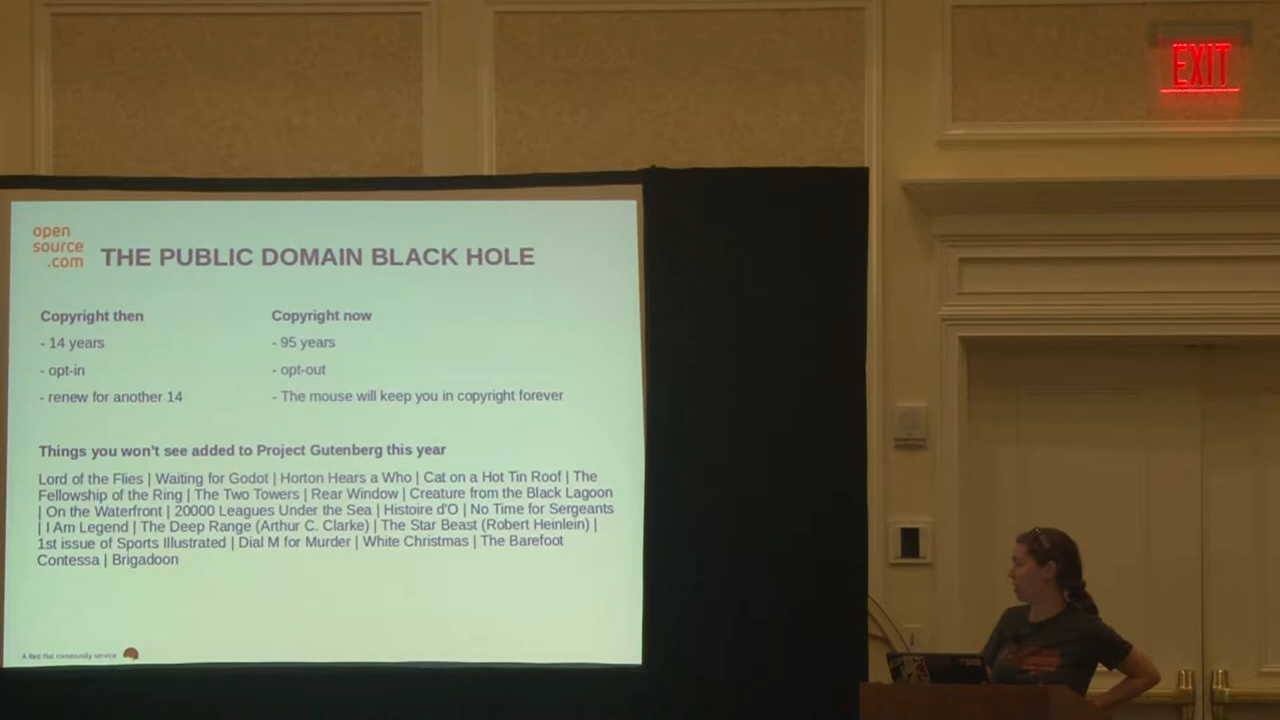 EXIT
open
source
.com
THE PUBLIC DOMAIN BLACK HOLE
Copyright then
Copyright now
- 14 years
- 95 years
- opt-in
- opt-out
- renew for another 14
- The mouse will keep you in copyright forever
Things you won't see added to Project Gutenberg this year
Lord of the Flies | Waiting for Godot | Horton Hears a Who | Cat on a Hot Tin Roof | The
Fellowship of the Ring | The Two Towers | Rear Window | Creature from the Black Lagoon
| On the Waterfront | 20000 Leagues Under the Sea | Histoire d'O | No Time for Sergeants
| I Am Legend | The Deep Range (Arthur C. Clarke) | The Star Beast (Robert Heinlein) |
1st issue of Sports Illustrated | Dial M for Murder | White Christmas | The Barefoot
Contessa | Brigadoon
A Red Hat community service